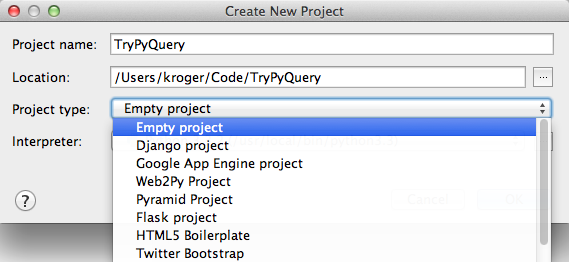 Create New Project
Project name: TryPyQuery
Location: /Users/kroger/Code/TryPyQuery ...
Project type: Empty project
Empty project
Interpreter:
Django project
Google App Engine project
Web2Py Project
Pyramid Project
? Cancel OK
Flask project
HTML5 Boilerplate
Twitter Bootstrap